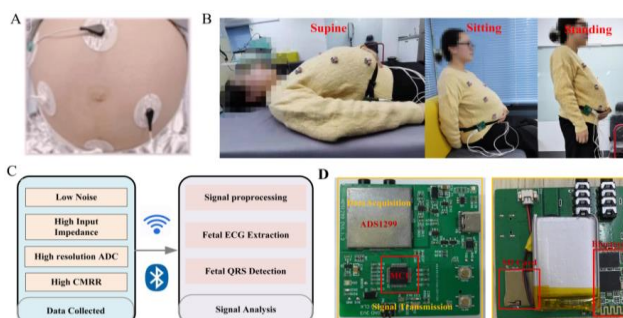 A
B
Supine
Sitting
Standing
C
Low Noise
High Input
Impedance
High resolution ADC
High CMRR
Data Collected
Signal proprocessing
Fetal ECG Extraction
Fetal QRS Detection
Signal Analysis
D
Data Acquisition
ADS1299
MCU
Signal Transmission